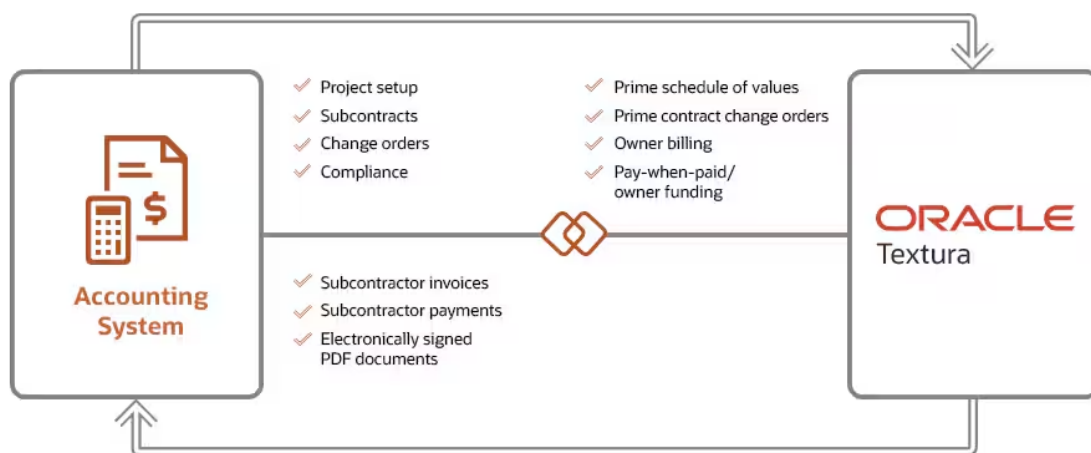 Accounting
System
$
Project setup
Subcontracts
Change orders
Compliance
Prime schedule of values
Prime contract change orders
Owner billing
Pay-when-paid/
owner funding
Subcontractor invoices
Subcontractor payments
Electronically signed
PDF documents
ORACLE
Textura